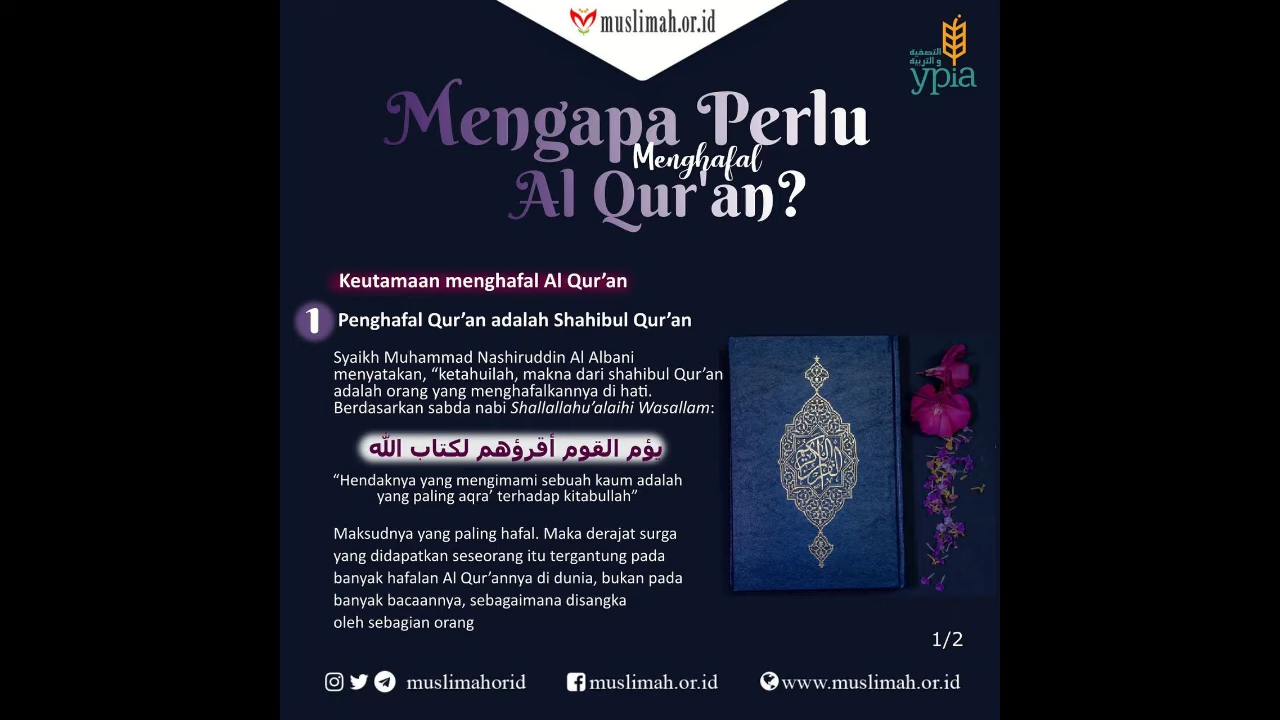 muslimah.or.id
التصفية
و التربية
ypia
Mengapa Perlu
Menghafal
Al Qur'an?
Keutamaan menghafal Al Qur’an
1 Penghafal Qur’an adalah Shahibul Qur’an
Syaikh Muhammad Nashiruddin Al Albani
menyatakan, “ketahuilah, makna dari shahibul Qur’an
adalah orang yang menghafalkannya di hati.
Berdasarkan sabda nabi Shallallahu’alaihi Wasallam:
يؤم القوم أقرؤهم لكتاب الله
“Hendaknya yang mengimami sebuah kaum adalah
yang paling aqra’ terhadap kitabullah”
Maksudnya yang paling hafal. Maka derajat surga
yang didapatkan seseorang itu tergantung pada
banyak hafalan Al Qur’annya di dunia, bukan pada
banyak bacaannya, sebagaimana disangka
oleh sebagian orang
القرآن الكريم
1/2
muslimahorid
muslimah.or.id
www.muslimah.or.id